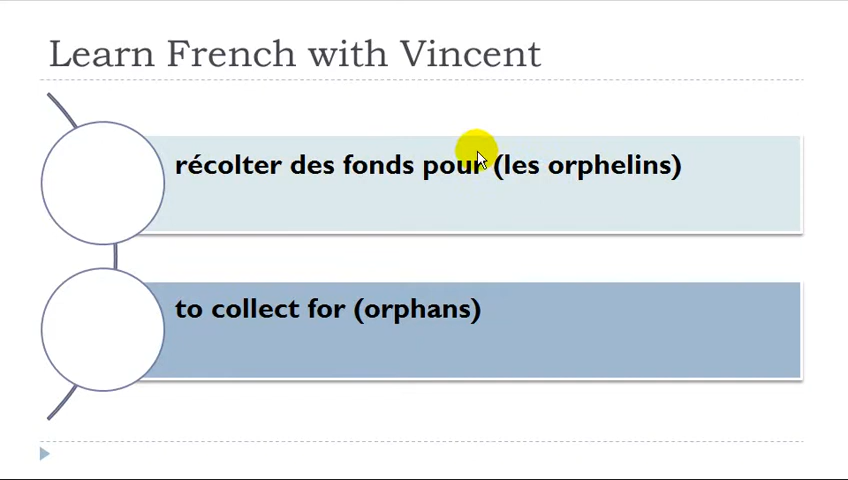 Learn French with Vincent
récolter des fonds pour (les orphelins)
to collect for (orphans)